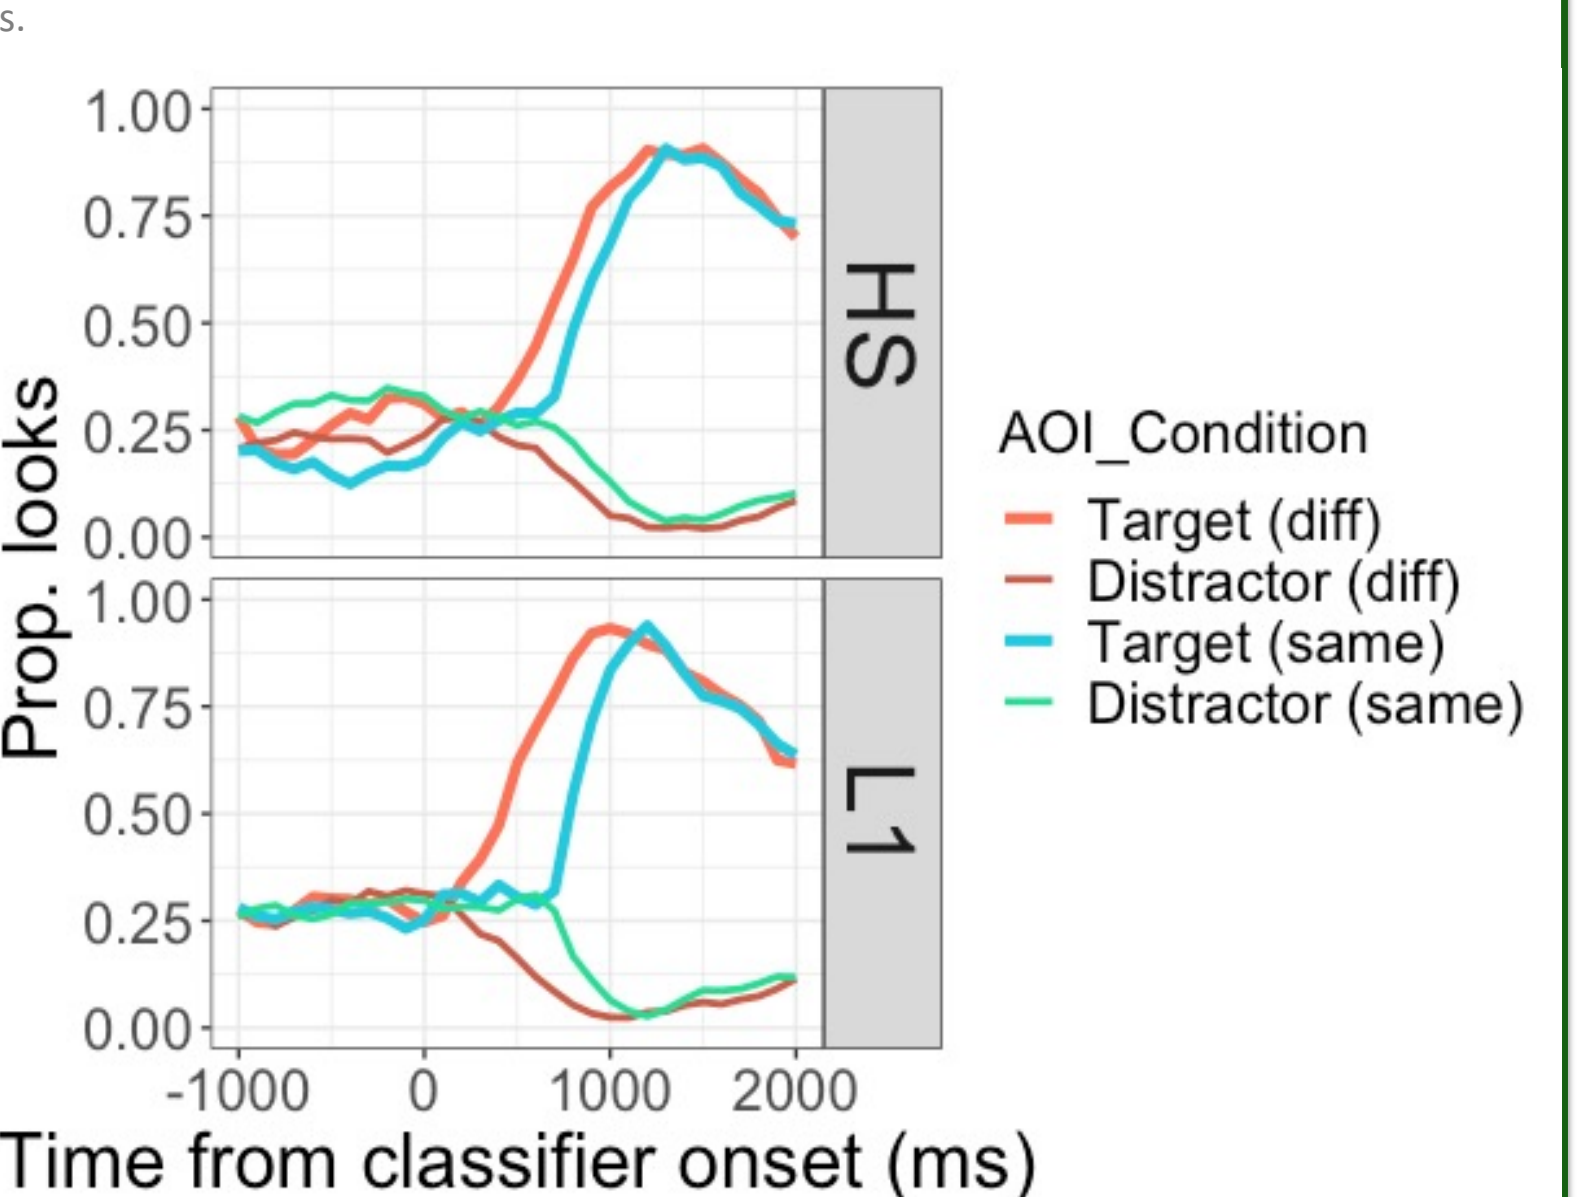 s.
1.00
0.75
0.50
0.25
0.00
HS
1.00
0.75
0.50
0.25
0.00
L1
Prop. looks
-1000 0 1000 2000
Time from classifier onset (ms)
AOI_Condition
Target (diff)
Distractor (diff)
Target (same)
Distractor (same)